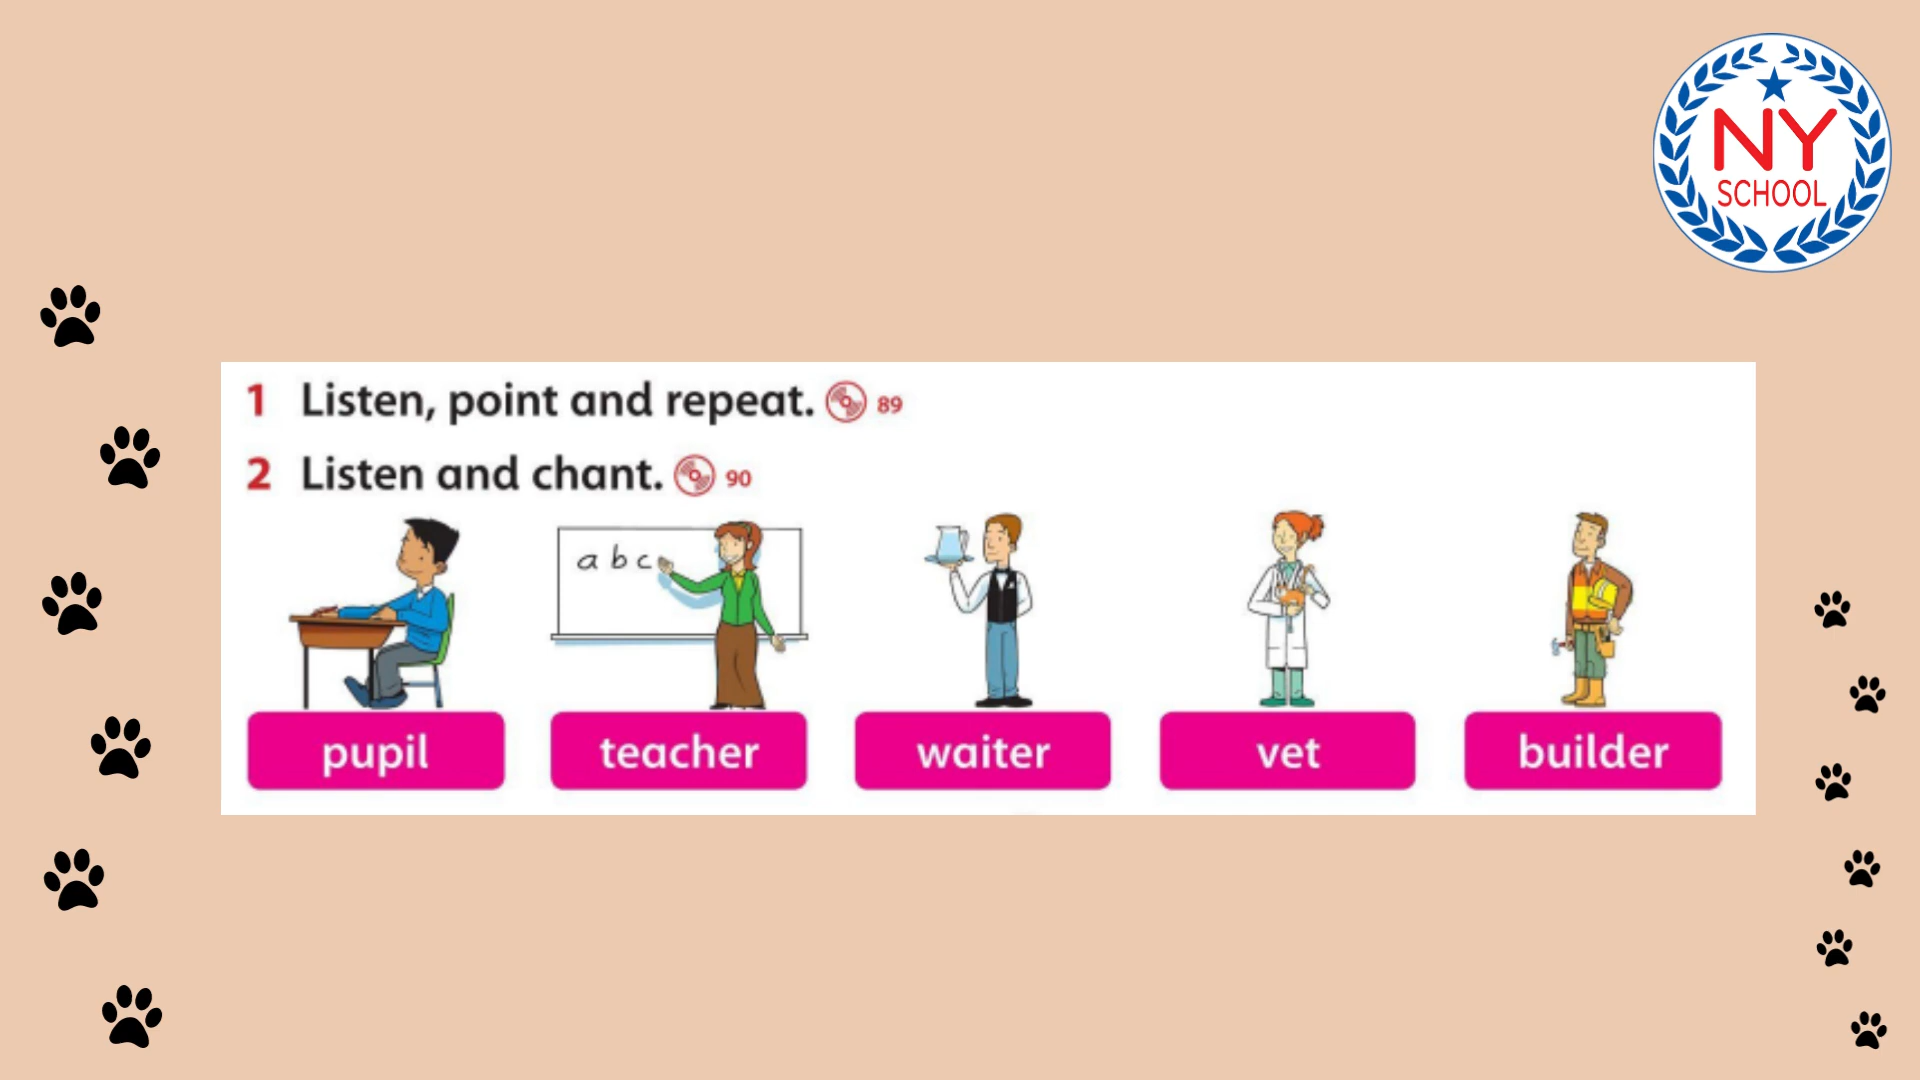 NY
SCHOOL
1 Listen, point and repeat. 89
2 Listen and chant. 90
a b c
pupil
teacher
waiter
vet
builder